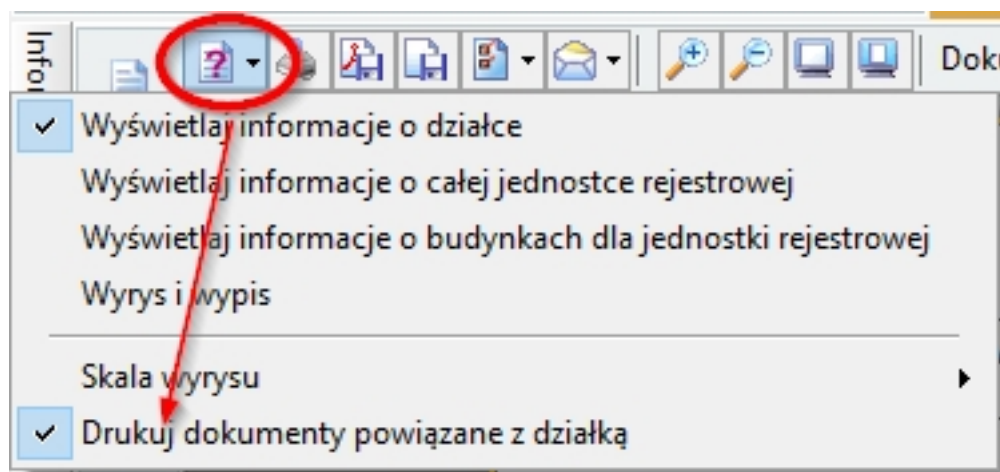 Infor
Dok
Wyświetlaj informacje o działce
Wyświetlaj informacje o całej jednostce rejestrowej
Wyświetlaj informacje o budynkach dla jednostki rejestrowej
Wyrys i wypis
Skala wyrysu
Drukuj dokumenty powiązane z działką